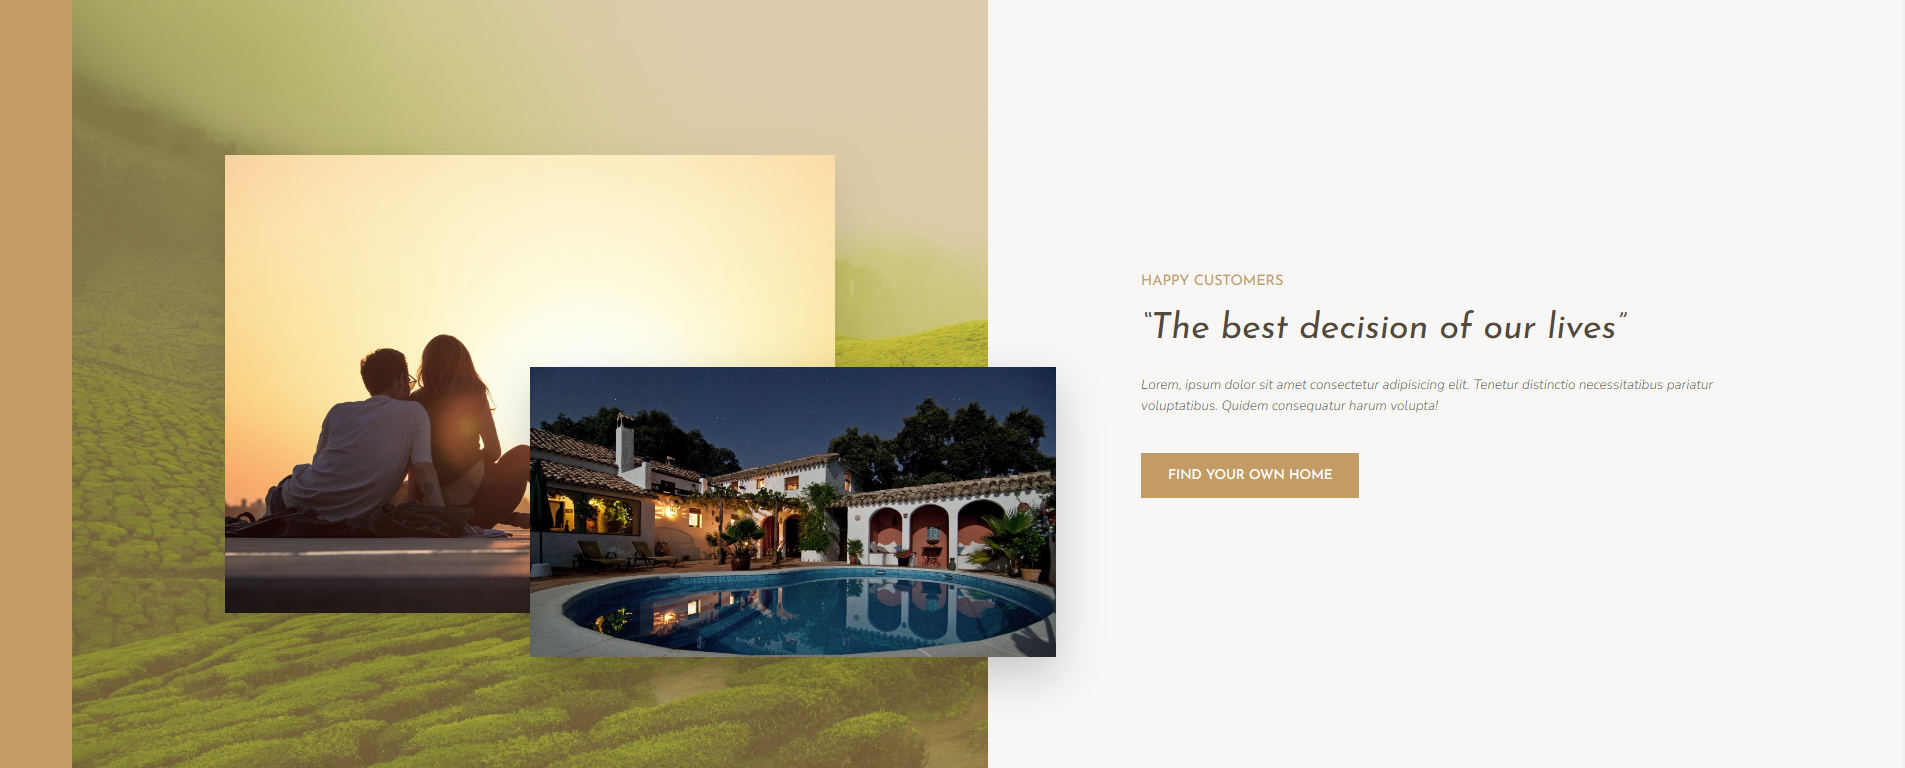 HAPPY CUSTOMERS
“The best decision of our lives”
Lorem, ipsum dolor sit amet consectetur adipisicing elit. Tenetur distinctio necessitatibus pariatur
voluptatibus. Quidem consequatur harum volupta!
FIND YOUR OWN HOME